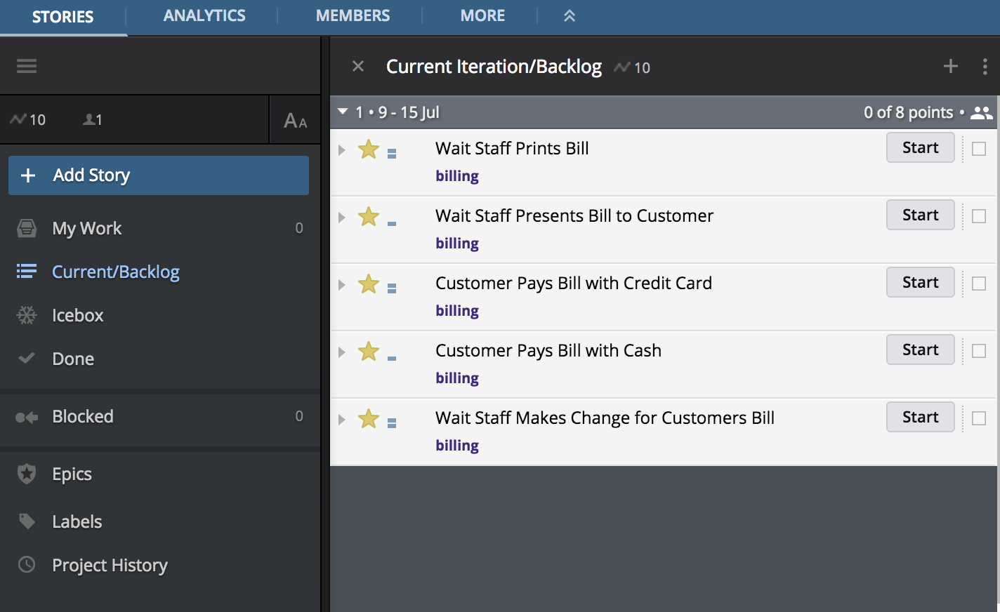 STORIES ANALYTICS MEMBERS MORE
Current Iteration/Backlog 10
10 1 AA
Add Story
My Work 0
Current/Backlog
Icebox
Done
Blocked 0
Epics
Labels
Project History
1 • 9 - 15 Jul 0 of 8 points •
Wait Staff Prints Bill Start
billing
Wait Staff Presents Bill to Customer Start
billing
Customer Pays Bill with Credit Card Start
billing
Customer Pays Bill with Cash Start
billing
Wait Staff Makes Change for Customers Bill Start
billing